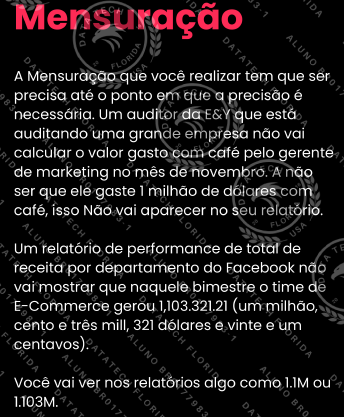 Mensuração
A Mensuração que você realizar tem que ser
precisa até o ponto em que a precisão é
necessária. Um auditor da E&Y que está
auditando uma grande empresa não vai
calcular o valor gasto com café pelo gerente
de marketing no mês de novembro. A não
ser que ele gaste 1 milhão de dólares com
café, isso Não vai aparecer no seu relatório.
Um relatório de performance de total de
receita por departamento do Facebook não
vai mostrar que naquele bimestre o time de
E-Commerce gerou 1,103.321.21 (um milhão,
cento e três mill, 321 dólares e vinte e um
centavos).
Você vai ver nos relatórios algo como 1.1M ou
1.103M.